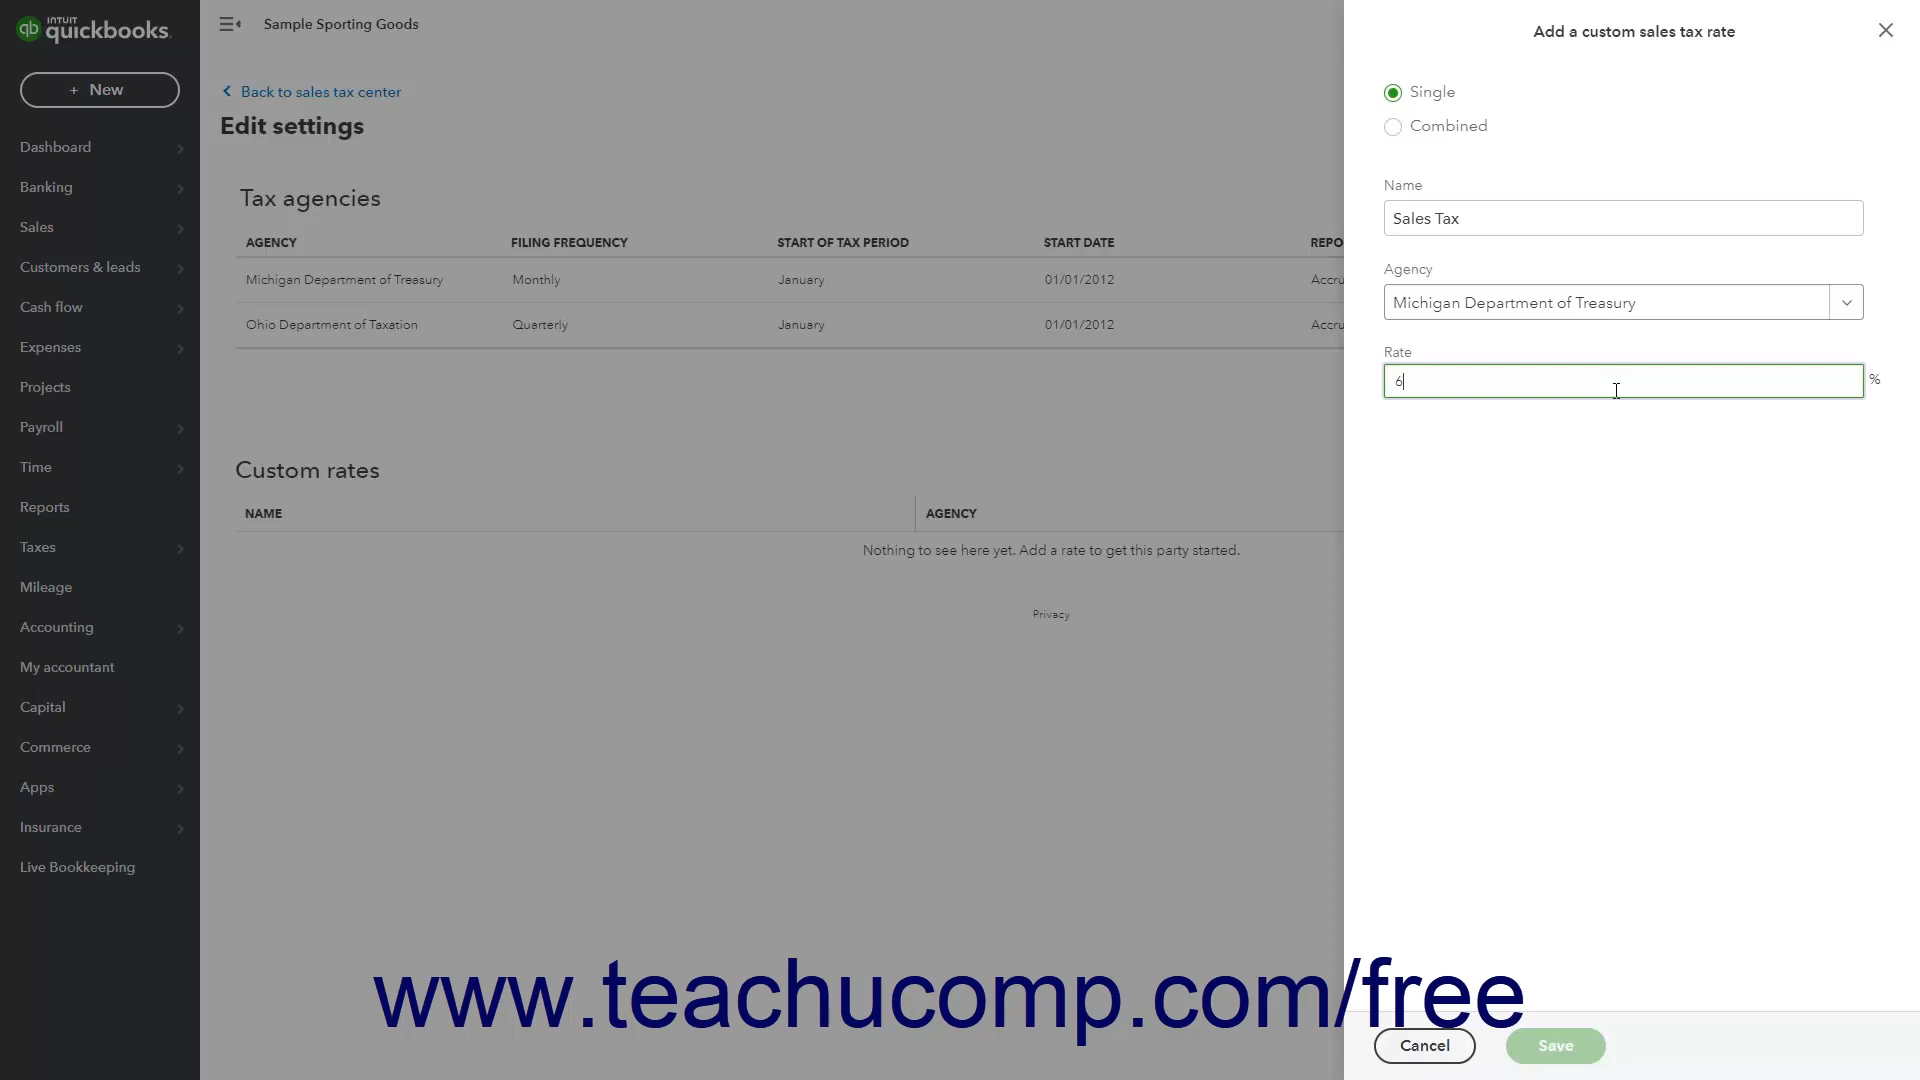 INTUIT
qb quickbooks.
+ New
Dashboard
Banking
Sales
Customers & leads
Cash flow
Expenses
Projects
Payroll
Time
Reports
Taxes
Mileage
Accounting
My accountant
Capital
Commerce
Apps
Insurance
Live Bookkeeping
Sample Sporting Goods
Back to sales tax center
Edit settings
Tax agencies
AGENCY FILING FREQUENCY START OF TAX PERIOD START DATE REPO
Michigan Department of Treasury Monthly January 01/01/2012 Accru
Ohio Department of Taxation Quarterly January 01/01/2012 Accru
Custom rates
NAME AGENCY
Nothing to see here yet. Add a rate to get this party started.
Privacy
Add a custom sales tax rate
Single
Combined
Name
Sales Tax
Agency
Michigan Department of Treasury
Rate
6 %
www.teachucomp.com/free
Cancel Save